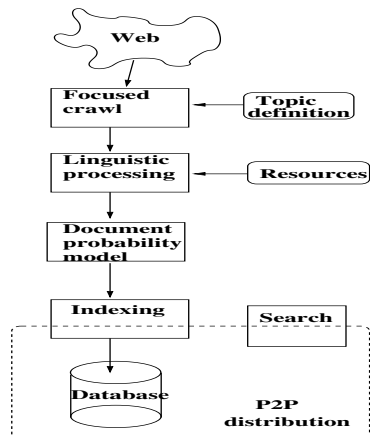 Web
Focused
crawl
Topic
definition
Linguistic
processing
Resources
Document
probability
model
Indexing
Search
Database
P2P
distribution